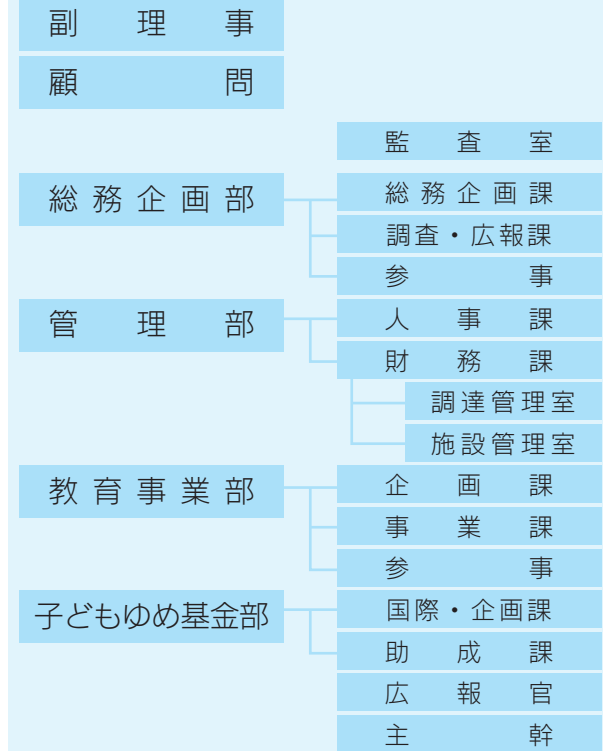 副理事
顧問
監査室
総務企画部
総務企画課
調査・広報課
参事
管理部
人事課
財務課
調達管理室
施設管理室
教育事業部
企画課
事業課
参事
子どもゆめ基金部
国際・企画課
助成課
広報官
主幹